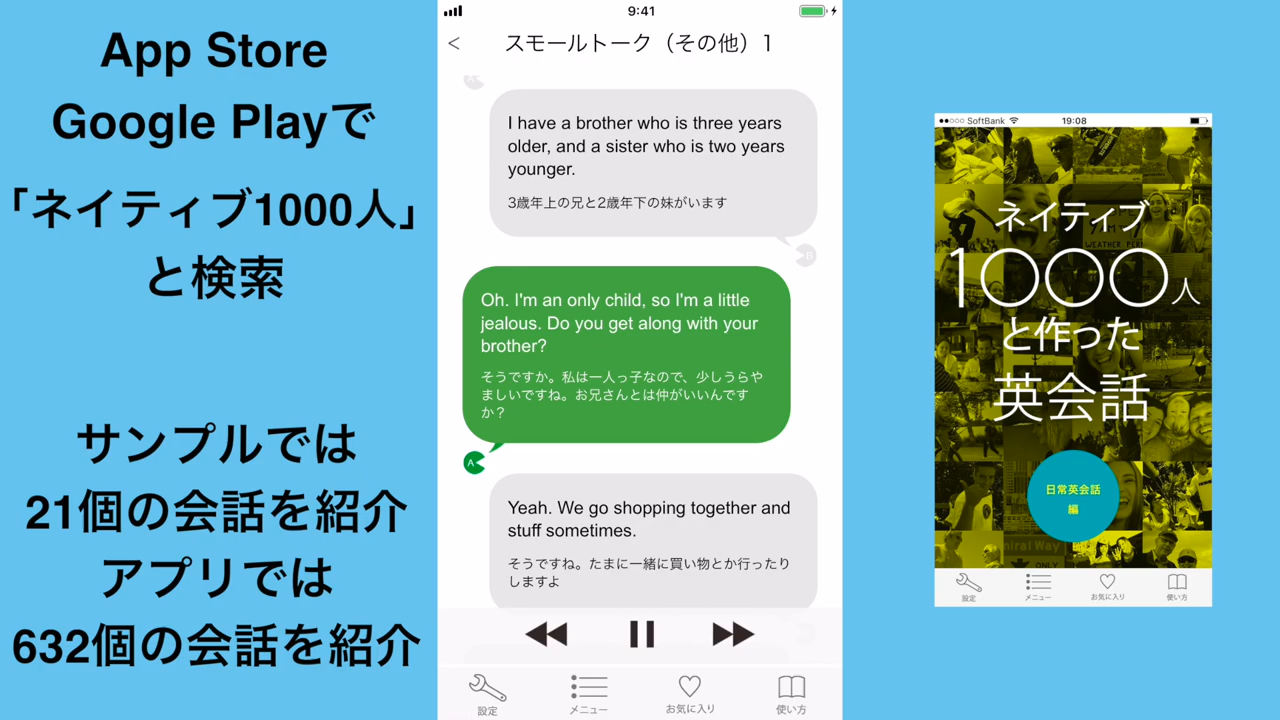 App Store
Google Playで
「ネイティブ1000人」
と検索
サンプルでは
21個の会話を紹介
アプリでは
632個の会話を紹介
9:41
<
スモールトーク（その他）1
A
I have a brother who is three years
older, and a sister who is two years
younger.
3歳年上の兄と2歳年下の妹がいます
B
Oh. I'm an only child, so I'm a little
jealous. Do you get along with your
brother?
そうですか。私は一人っ子なので、少しうらや
ましいですね。お兄さんとは仲がいいんです
か？
A
Yeah. We go shopping together and
stuff sometimes.
そうですね。たまに一緒に買い物とか行ったり
しますよ
設定
メニュー
お気に入り
使い方
SoftBank
19:08
ネイティブ
1000人
と作った
英会話
日常英会話
編
WEATHER
ONLY
設定
メニュー
お気に入り
使い方